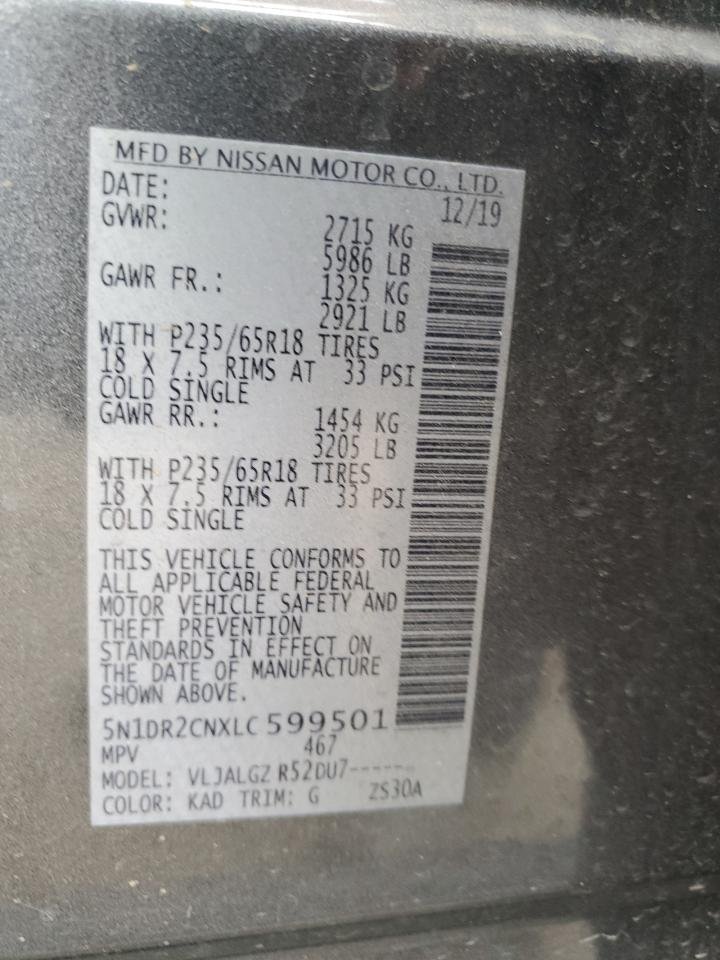 MFD BY NISSAN MOTOR CO., LTD.
DATE: 12/19
GVWR: 2715 KG
5986 LB
GAWR FR.: 1325 KG
2921 LB
WITH P235/65R18 TIRES
18 X 7.5 RIMS AT 33 PSI
COLD SINGLE
GAWR RR.: 1454 KG
3205 LB
WITH P235/65R18 TIRES
18 X 7.5 RIMS AT 33 PSI
COLD SINGLE
THIS VEHICLE CONFORMS TO
ALL APPLICABLE FEDERAL
MOTOR VEHICLE SAFETY AND
THEFT PREVENTION
STANDARDS IN EFFECT ON
THE DATE OF MANUFACTURE
SHOWN ABOVE.
5N1DR2CNXLC599501
MPV 467
MODEL: VLJALGZ R52DU7-----
COLOR: KAD TRIM: G ZS30A